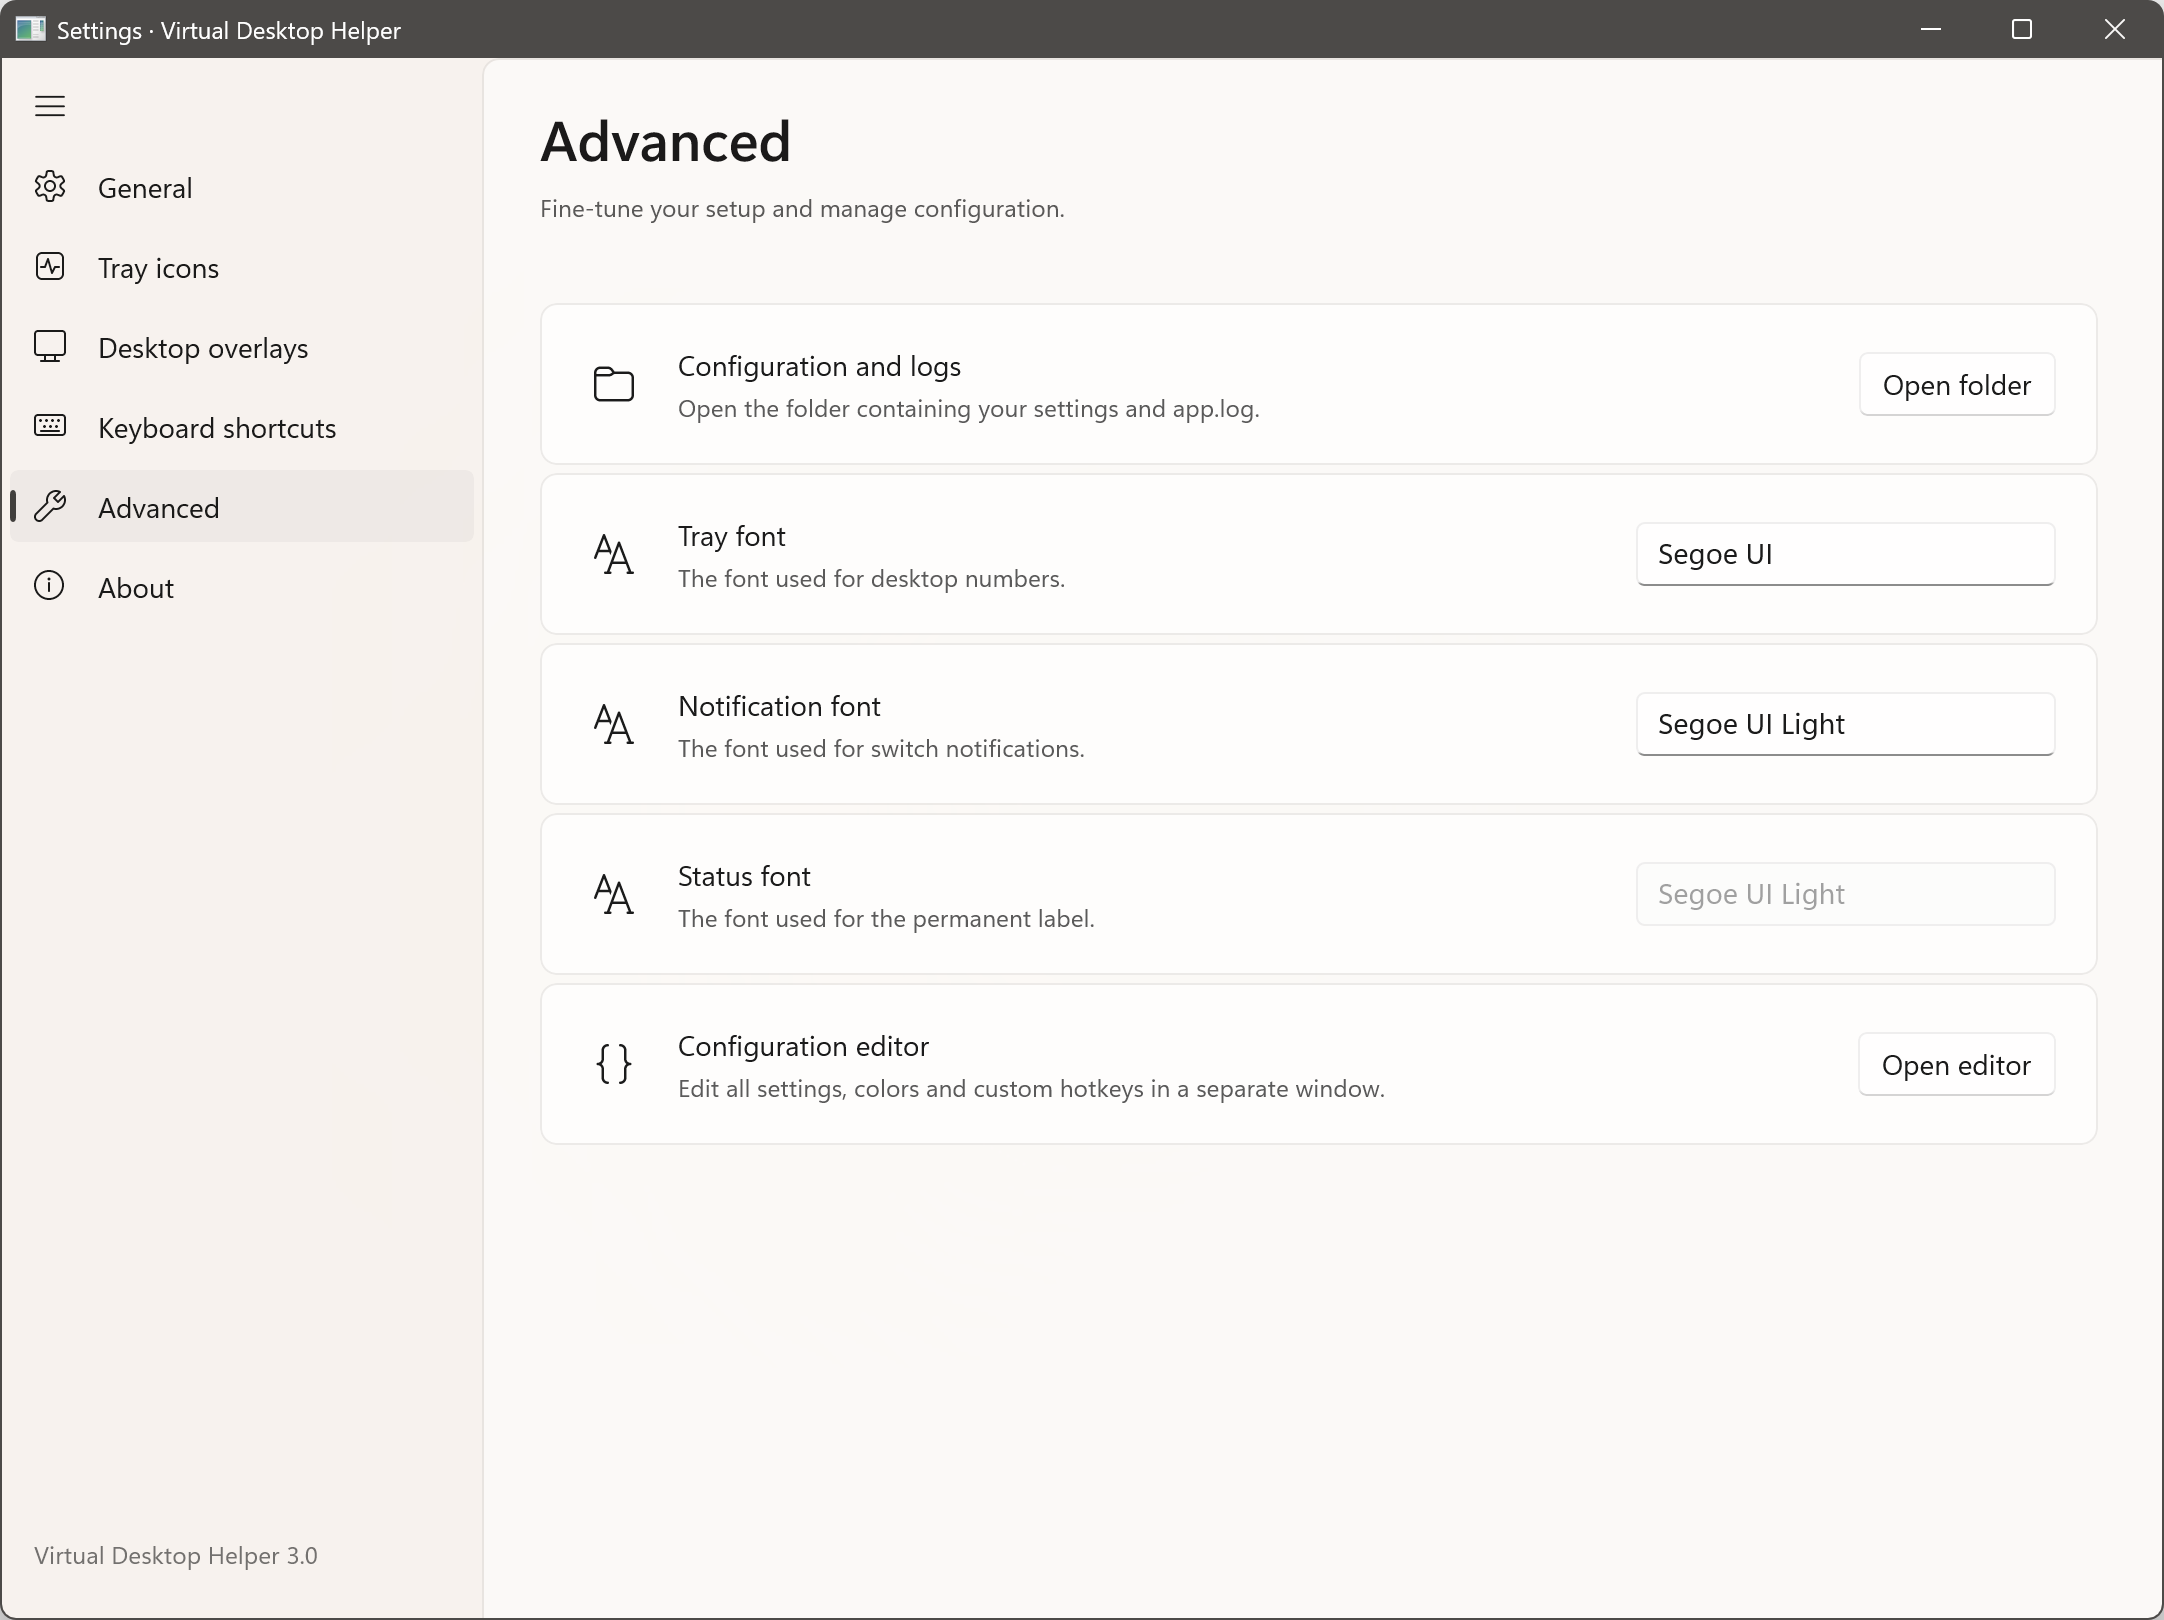 Settings · Virtual Desktop Helper
General
Tray icons
Desktop overlays
Keyboard shortcuts
Advanced
About
Virtual Desktop Helper 3.0
Advanced
Fine-tune your setup and manage configuration.
Configuration and logs
Open the folder containing your settings and app.log.
Open folder
Tray font
The font used for desktop numbers.
Segoe UI
Notification font
The font used for switch notifications.
Segoe UI Light
Status font
The font used for the permanent label.
Segoe UI Light
Configuration editor
Edit all settings, colors and custom hotkeys in a separate window.
Open editor